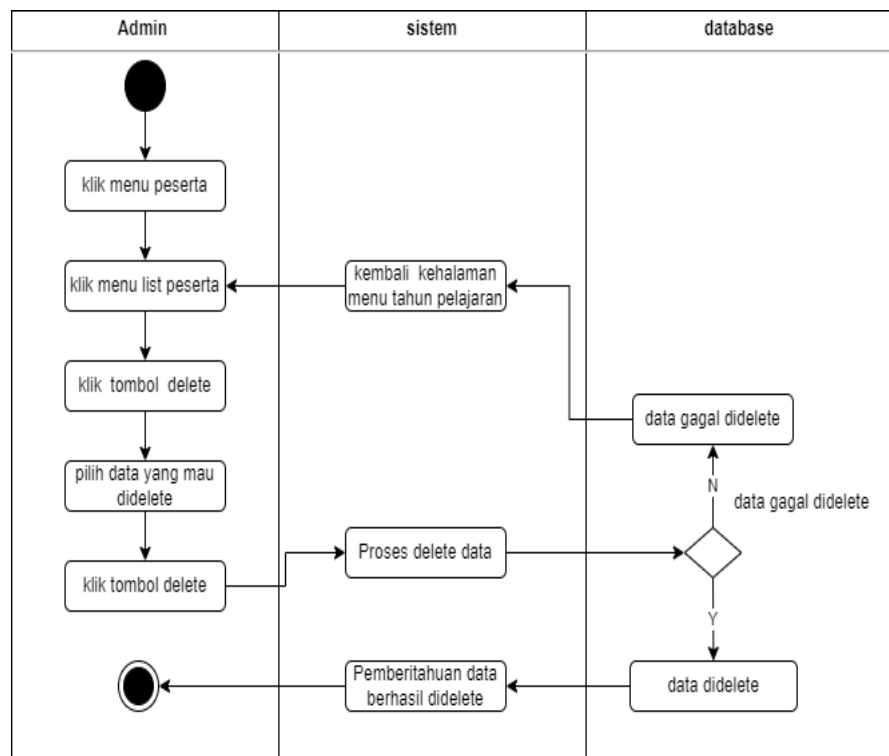 Admin
sistem
database
klik menu peserta
klik menu list peserta
kembali kehalaman
menu tahun pelajaran
klik tombol delete
data gagal didelete
pilih data yang mau
didelete
N
data gagal didelete
Proses delete data
klik tombol delete
Y
Pemberitahuan data
berhasil didelete
data didelete